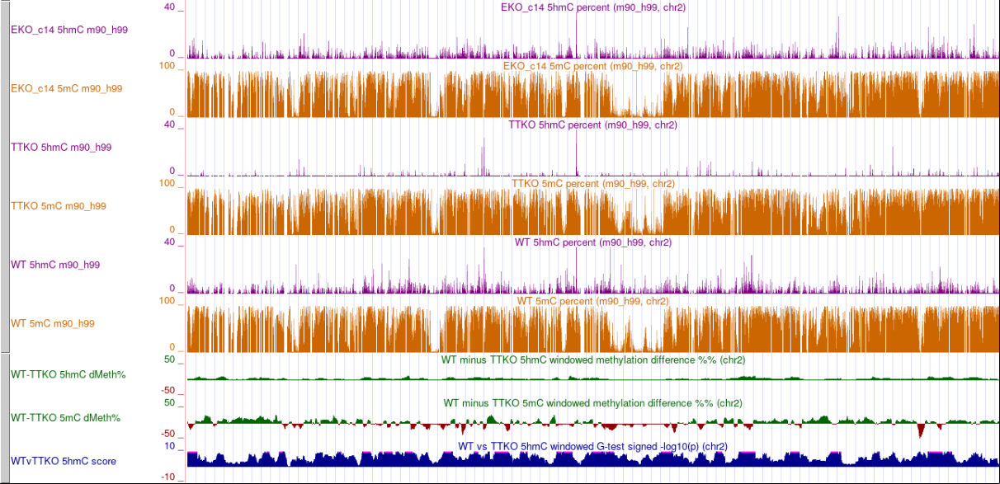 EKO_c14 5hmC percent (m90_h99, chr2)
40 _
EKO_c14 5hmC m90_h99
0 _
EKO_c14 5mC percent (m90_h99, chr2)
100 _
EKO_c14 5mC m90_h99
0 _
TTKO 5hmC percent (m90_h99, chr2)
40 _
TTKO 5hmC m90_h99
0 _
TTKO 5mC percent (m90_h99, chr2)
100 _
TTKO 5mC m90_h99
0 _
WT 5hmC percent (m90_h99, chr2)
40 _
WT 5hmC m90_h99
0 _
WT 5mC percent (m90_h99, chr2)
100 _
WT 5mC m90_h99
0 _
WT minus TTKO 5hmC windowed methylation difference %% (chr2)
50 _
WT-TTKO 5hmC dMeth%
-50 _
WT minus TTKO 5mC windowed methylation difference %% (chr2)
50 _
WT-TTKO 5mC dMeth%
-50 _
WT vs TTKO 5hmC windowed G-test signed -log10(p) (chr2)
10 _
WTvTTKO 5hmC score
-10 _